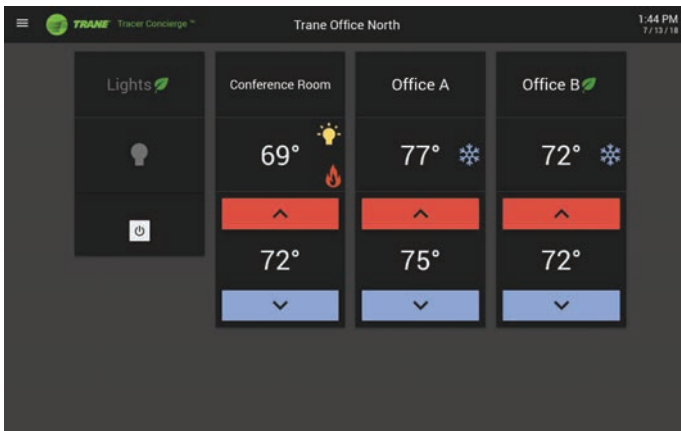 TRANE Tracer Concierge™
Trane Office North
1:44 PM
7/13/18
Lights
Conference Room
Office A
Office B
69°
77°
72°
72°
75°
72°